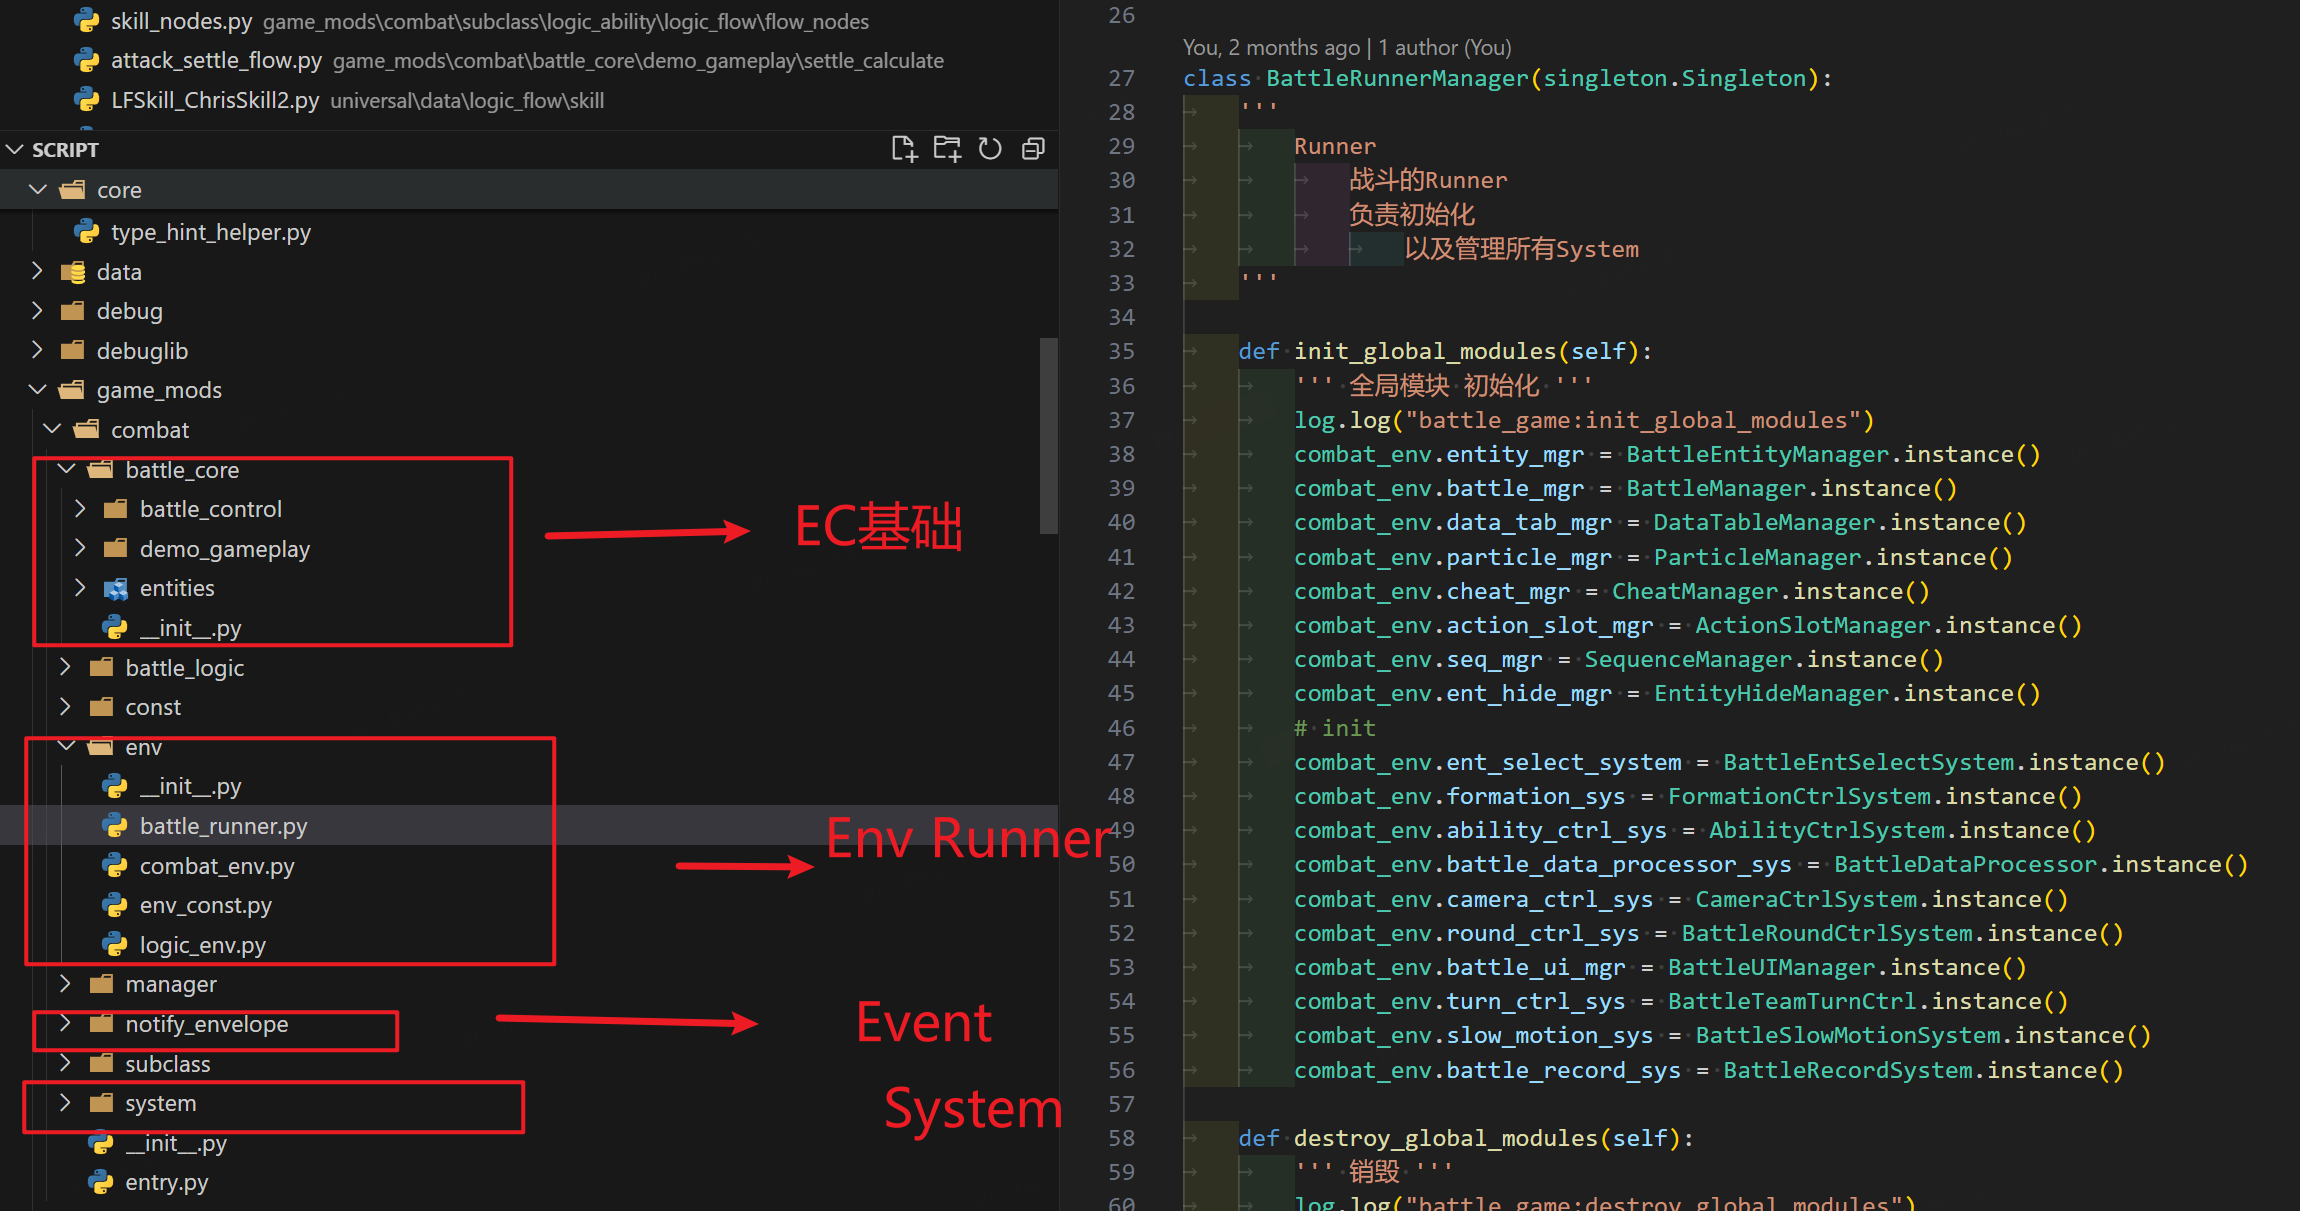 skill_nodes.py game_mods\combat\subclass\logic_ability\logic_flow\flow_nodes
attack_settle_flow.py game_mods\combat\battle_core\demo_gameplay\settle_calculate
LFSkill_ChrisSkill2.py universal\data\logic_flow\skill
SCRIPT
core
type_hint_helper.py
data
debug
debuglib
game_mods
combat
battle_core
battle_control
demo_gameplay
entities
__init__.py
battle_logic
const
env
__init__.py
battle_runner.py
combat_env.py
env_const.py
logic_env.py
manager
notify_envelope
subclass
system
__init__.py
entry.py
EC基础
Env Runner
Event
System
26
You, 2 months ago | 1 author (You)
27 class BattleRunnerManager(singleton.Singleton):
28 '''
29 Runner
30 战斗的Runner
31 负责初始化
32 以及管理所有System
33 '''
34
35 def init_global_modules(self):
36 ''' 全局模块 初始化 '''
37 log.log("battle_game:init_global_modules")
38 combat_env.entity_mgr = BattleEntityManager.instance()
39 combat_env.battle_mgr = BattleManager.instance()
40 combat_env.data_tab_mgr = DataTableManager.instance()
41 combat_env.particle_mgr = ParticleManager.instance()
42 combat_env.cheat_mgr = CheatManager.instance()
43 combat_env.action_slot_mgr = ActionSlotManager.instance()
44 combat_env.seq_mgr = SequenceManager.instance()
45 combat_env.ent_hide_mgr = EntityHideManager.instance()
46 # init
47 combat_env.ent_select_system = BattleEntSelectSystem.instance()
48 combat_env.formation_sys = FormationCtrlSystem.instance()
49 combat_env.ability_ctrl_sys = AbilityCtrlSystem.instance()
50 combat_env.battle_data_processor_sys = BattleDataProcessor.instance()
51 combat_env.camera_ctrl_sys = CameraCtrlSystem.instance()
52 combat_env.round_ctrl_sys = BattleRoundCtrlSystem.instance()
53 combat_env.battle_ui_mgr = BattleUIManager.instance()
54 combat_env.turn_ctrl_sys = BattleTeamTurnCtrl.instance()
55 combat_env.slow_motion_sys = BattleSlowMotionSystem.instance()
56 combat_env.battle_record_sys = BattleRecordSystem.instance()
57
58 def destroy_global_modules(self):
59 ''' 销毁 '''
60 log.log("battle_game:destroy_global_modules")